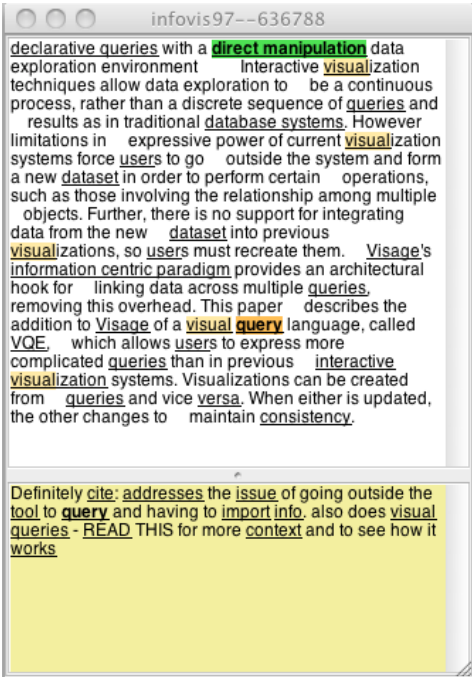 infovis97--636788
declarative queries with a direct manipulation data
exploration environment Interactive visualization
techniques allow data exploration to be a continuous
process, rather than a discrete sequence of queries and
results as in traditional database systems. However
limitations in expressive power of current visualization
systems force users to go outside the system and form
a new dataset in order to perform certain operations,
such as those involving the relationship among multiple
objects. Further, there is no support for integrating
data from the new dataset into previous
visualizations, so users must recreate them. Visage's
information centric paradigm provides an architectural
hook for linking data across multiple queries,
removing this overhead. This paper describes the
addition to Visage of a visual query language, called
VQE, which allows users to express more
complicated queries than in previous interactive
visualization systems. Visualizations can be created
from queries and vice versa. When either is updated,
the other changes to maintain consistency.
Definitely cite: addresses the issue of going outside the
tool to query and having to import info. also does visual
queries - READ THIS for more context and to see how it
works